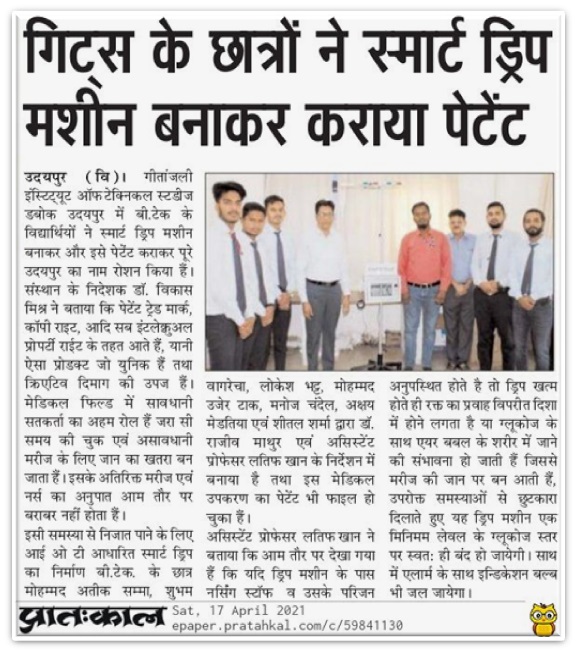 गिट्स के छात्रों ने स्मार्ट ड्रिप
मशीन बनाकर कराया पेटेंट
उदयपुर (वि)। गीतांजली
इंस्टिट्यूट ऑफ टेक्निकल स्टडीज
डबोक उदयपुर में बी.टेक के
विद्यार्थियों ने स्मार्ट ड्रिप मशीन
बनाकर और इसे पेटेंट कराकर पूरे
उदयपुर का नाम रोशन किया हैं।
संस्थान के निदेशक डॉ. विकास
मिश्र ने बताया कि पेटेंट ट्रेड मार्क,
कॉपी राइट, आदि सब इंटलेक्चुअल
प्रोपर्टी राईट के तहत आते हैं, यानी
ऐसा प्रोडक्ट जो युनिक हैं तथा
क्रिएटिव दिमाग की उपज हैं।
मेडिकल फिल्ड में सावधानी
सतकर्ता का अहम रोल हैं जरा सी
समय की चुक एवं असावधानी
मरीज के लिए जान का खतरा बन
जाता हैं। इसके अतिरिक्त मरीज एवं
नर्स का अनुपात आम तौर पर
बराबर नहीं होता हैं।
इसी समस्या से निजात पाने के लिए
आई ओ टी आधारित स्मार्ट ड्रिप
का निर्माण बी.टेक. के छात्र
मोहम्मद अतीक सम्मा, शुभम
वागरेचा, लोकेश भट्ट, मोहम्मद
उजेर टाक, मनोज चंदेल, अक्षय
मेडतिया एवं शीतल शर्मा द्वारा डॉ.
राजीव माथुर एवं असिस्टेंट
प्रोफेसर लतिफ खान के निर्देशन में
बनाया है तथा इस मेडिकल
उपकरण का पेटेंट भी फाइल हो
चुका हैं।
असिस्टेंट प्रोफेसर लतिफ खान ने
बताया कि आम तौर पर देखा गया
हैं कि यदि ड्रिप मशीन के पास
नर्सिंग स्टॉफ व उसके परिजन
अनुपस्थित होते है तो ड्रिप खत्म
होते ही रक्त का प्रवाह विपरीत दिशा
में होने लगता है या ग्लूकोज के
साथ एयर बबल के शरीर में जाने
की संभावना हो जाती हैं जिससे
मरीज की जान पर बन आती हैं,
उपरोक्त समस्याओं से छुटकारा
दिलाते हुए यह ड्रिप मशीन एक
मिनिमम लेवल के ग्लूकोज स्तर
पर स्वत: ही बंद हो जायेगी। साथ
में एलार्म के साथ इन्डिकेशन बल्ब
भी जल जायेगा।
प्रातःकाल
Sat, 17 April 2021
epaper.pratahkal.com/c/59841130